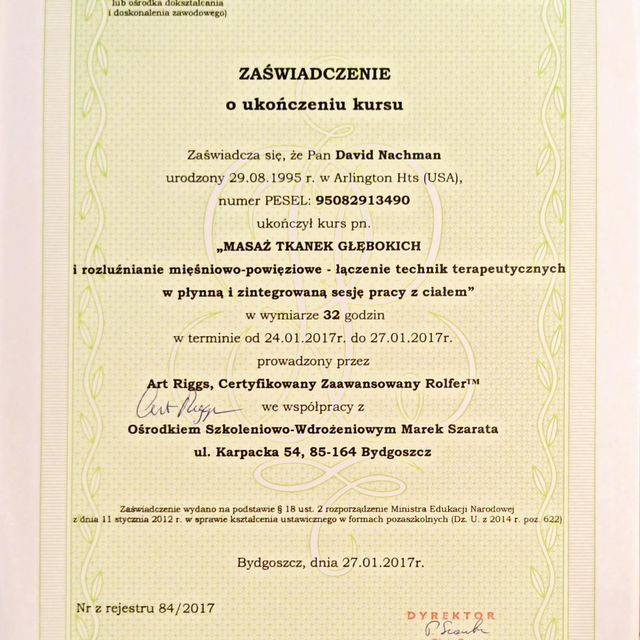 lub ośrodka dokształcania
i doskonalenia zawodowego)
ZAŚWIADCZENIE
o ukończeniu kursu
Zaświadcza się, że Pan David Nachman
urodzony 29.08.1995 r. w Arlington Hts (USA),
numer PESEL: 95082913490
ukończył kurs pn.
„MASAŻ TKANEK GŁĘBOKICH
i rozluźnianie mięśniowo-powięziowe - łączenie technik terapeutycznych
w płynną i zintegrowaną sesję pracy z ciałem”
w wymiarze 32 godzin
w terminie od 24.01.2017r. do 27.01.2017r.
prowadzony przez
Art Riggs, Certyfikowany Zaawansowany Rolfer™
Art Riggs we współpracy z
Ośrodkiem Szkoleniowo-Wdrożeniowym Marek Szarata
ul. Karpacka 54, 85-164 Bydgoszcz
Zaświadczenie wydano na podstawie § 18 ust. 2 rozporządzenie Ministra Edukacji Narodowej
z dnia 11 stycznia 2012 r. w sprawie kształcenia ustawicznego w formach pozaszkolnych (Dz. U. z 2014 r. poz. 622)
Bydgoszcz, dnia 27.01.2017r.
Nr z rejestru 84/2017
DYREKTOR